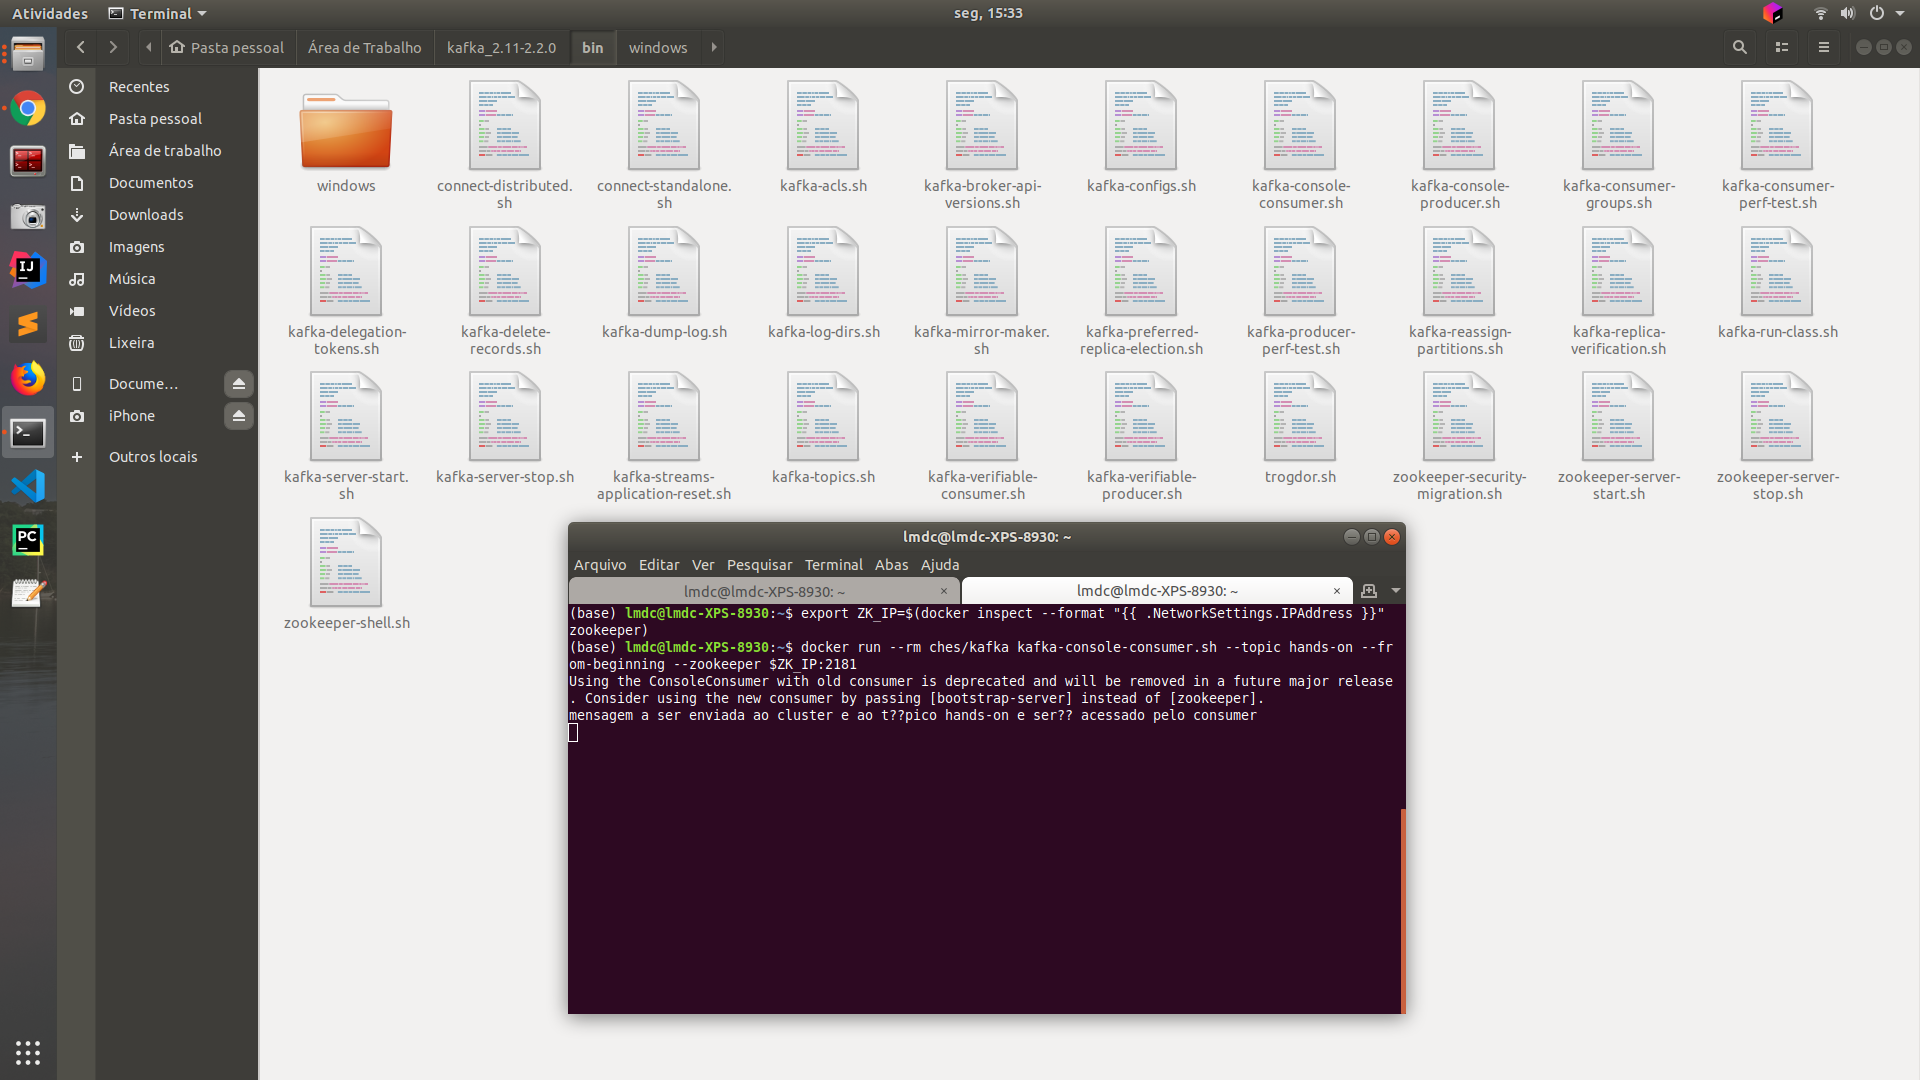 Atividades
Terminal
seg, 15:33
Pasta pessoal
Área de Trabalho
kafka_2.11-2.2.0
bin
windows
Recentes
Pasta pessoal
Área de trabalho
Documentos
Downloads
Imagens
Música
Vídeos
Lixeira
Docume...
iPhone
Outros locais
windows
connect-distributed.
sh
connect-standalone.
sh
kafka-acls.sh
kafka-broker-api-
versions.sh
kafka-configs.sh
kafka-console-
consumer.sh
kafka-console-
producer.sh
kafka-consumer-
groups.sh
kafka-consumer-
perf-test.sh
kafka-delegation-
tokens.sh
kafka-delete-
records.sh
kafka-dump-log.sh
kafka-log-dirs.sh
kafka-mirror-maker.
sh
kafka-preferred-
replica-election.sh
kafka-producer-
perf-test.sh
kafka-reassign-
partitions.sh
kafka-replica-
verification.sh
kafka-run-class.sh
kafka-server-start.
sh
kafka-server-stop.sh
kafka-streams-
application-reset.sh
kafka-topics.sh
kafka-verifiable-
consumer.sh
kafka-verifiable-
producer.sh
trogdor.sh
zookeeper-security-
migration.sh
zookeeper-server-
start.sh
zookeeper-server-
stop.sh
zookeeper-shell.sh
lmdc@lmdc-XPS-8930: ~
Arquivo Editar Ver Pesquisar Terminal Abas Ajuda
lmdc@lmdc-XPS-8930: ~
lmdc@lmdc-XPS-8930: ~
(base) lmdc@lmdc-XPS-8930:~$ export ZK_IP=$(docker inspect --format "{{ .NetworkSettings.IPAddress }}"
zookeeper)
(base) lmdc@lmdc-XPS-8930:~$ docker run --rm ches/kafka kafka-console-consumer.sh --topic hands-on --fr
om-beginning --zookeeper $ZK_IP:2181
Using the ConsoleConsumer with old consumer is deprecated and will be removed in a future major release
. Consider using the new consumer by passing [bootstrap-server] instead of [zookeeper].
mensagem a ser enviada ao cluster e ao t??pico hands-on e ser?? acessado pelo consumer
IJ
PC